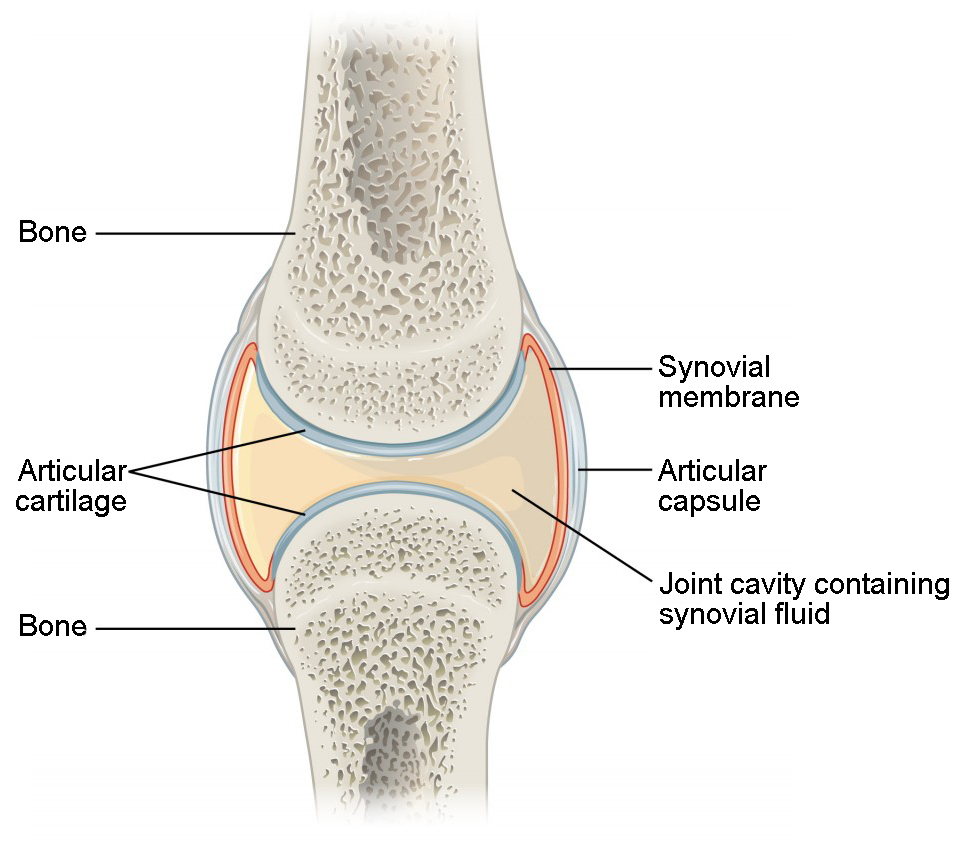 Bone
Synovial
membrane
Articular
cartilage
Articular
capsule
Joint cavity containing
synovial fluid
Bone